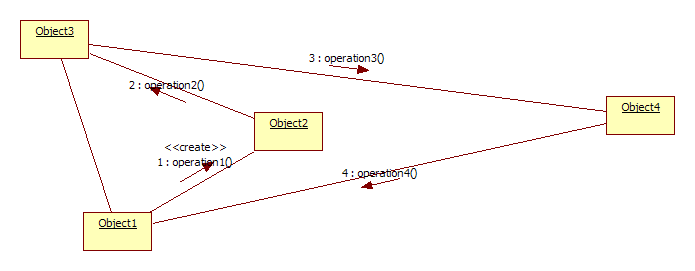 Object3
3 : operation3()
2 : operation2()
Object4
Object2
<<create>>
1 : operation1()
4 : operation4()
Object1